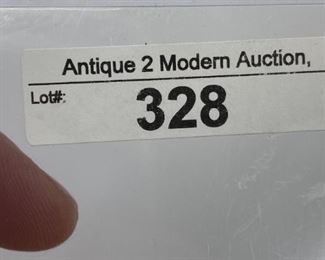 Antique 2 Modern Auction,
Lot#: 328